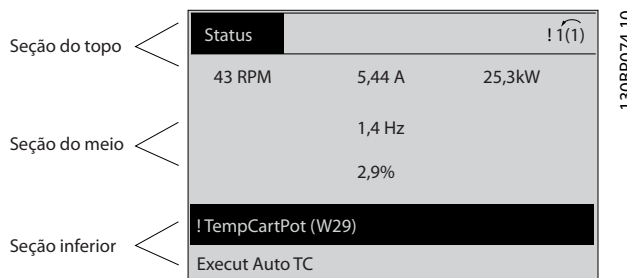 Seção do topo
Status
!1(1)
43 RPM 5,44 A 25,3kW
Seção do meio
1,4 Hz
2,9%
! TempCartPot (W29)
Seção inferior
Execut Auto TC
130BP074.10